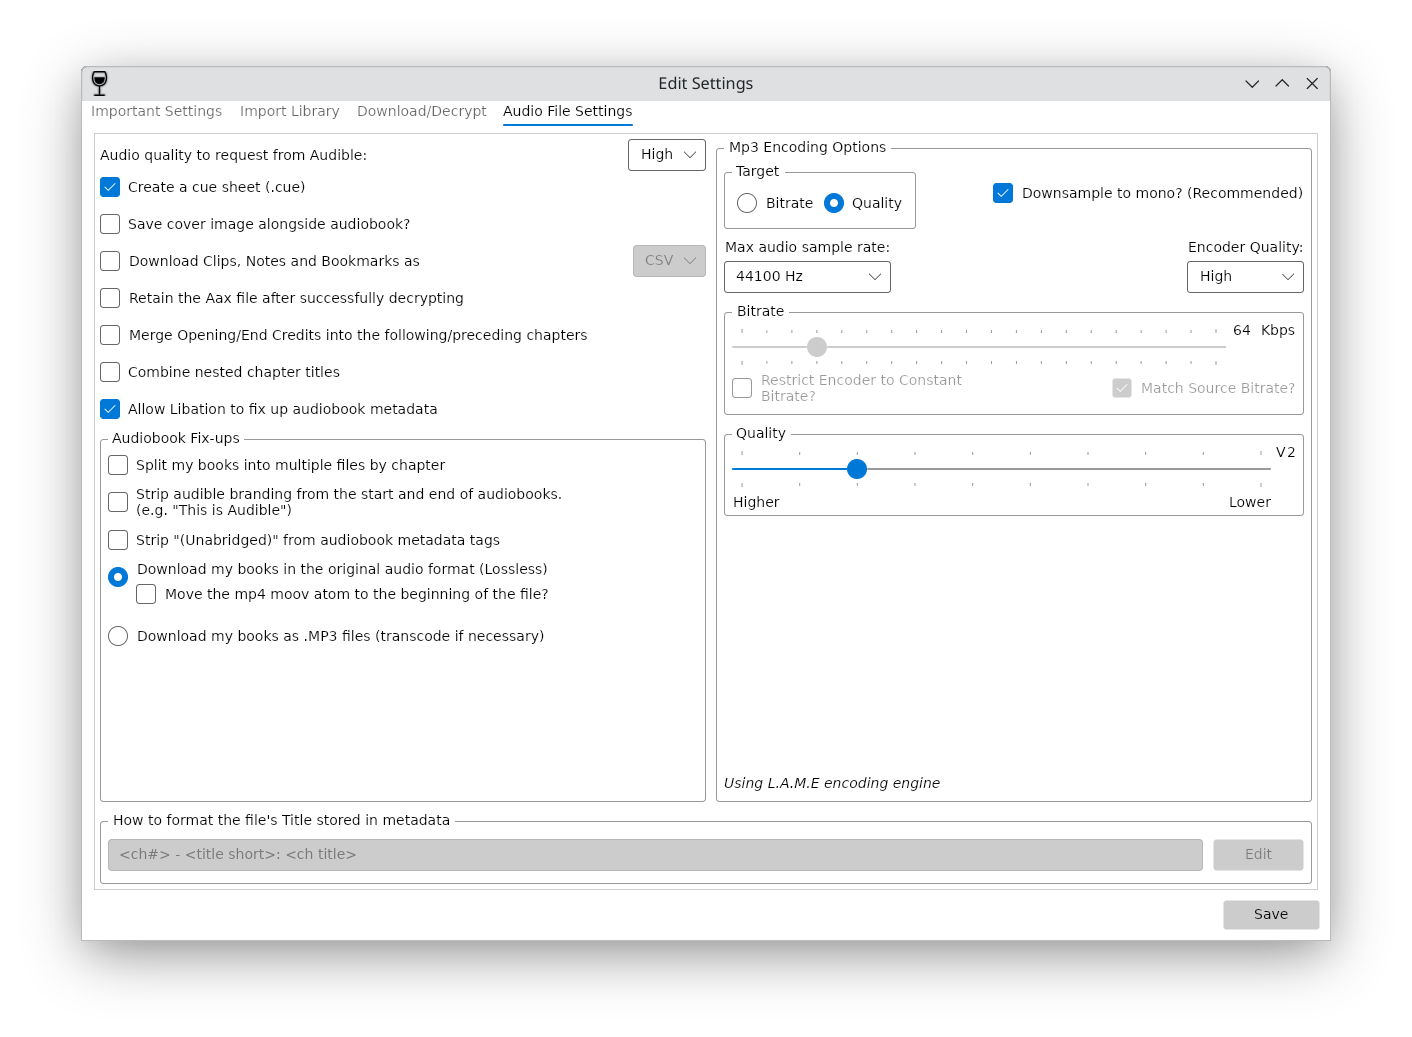 Edit Settings
Important Settings
Import Library
Download/Decrypt
Audio File Settings
Audio quality to request from Audible:
High
Create a cue sheet (.cue)
Save cover image alongside audiobook?
Download Clips, Notes and Bookmarks as
CSV
Retain the Aax file after successfully decrypting
Merge Opening/End Credits into the following/preceding chapters
Combine nested chapter titles
Allow Libation to fix up audiobook metadata
Audiobook Fix-ups
Split my books into multiple files by chapter
Strip audible branding from the start and end of audiobooks.
(e.g. "This is Audible")
Strip "(Unabridged)" from audiobook metadata tags
Download my books in the original audio format (Lossless)
Move the mp4 moov atom to the beginning of the file?
Download my books as .MP3 files (transcode if necessary)
Mp3 Encoding Options
Target
Bitrate
Quality
Downsample to mono? (Recommended)
Max audio sample rate:
44100 Hz
Encoder Quality:
High
Bitrate
64 Kbps
Restrict Encoder to Constant
Bitrate?
Match Source Bitrate?
Quality
V2
Higher
Lower
Using L.A.M.E encoding engine
How to format the file's Title stored in metadata
<ch#> - <title short>: <ch title>
Edit
Save